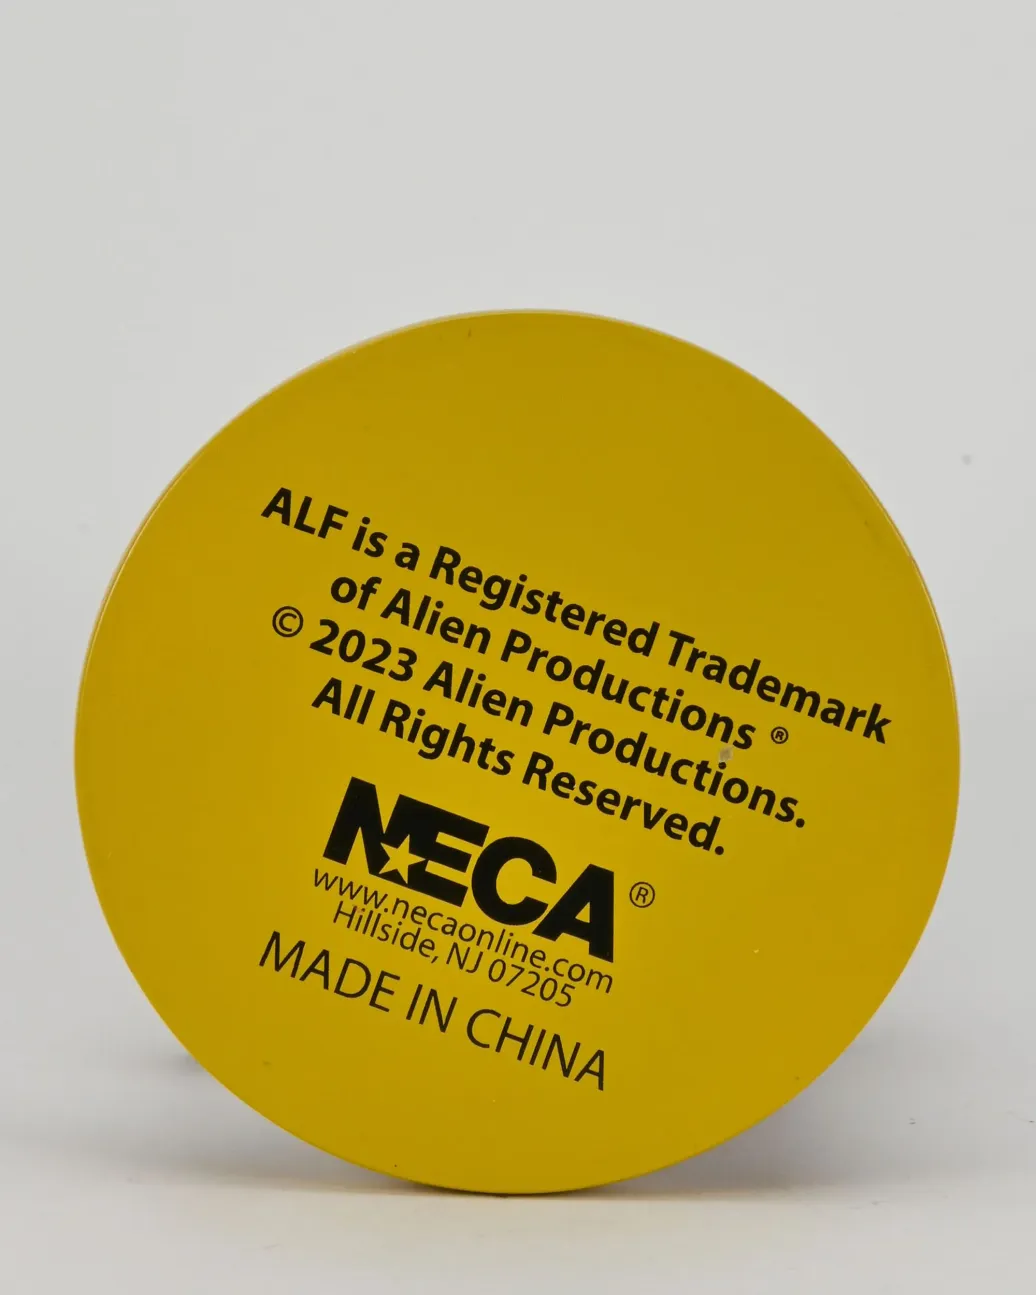 ALF is a Registered Trademark
of Alien Productions ®
© 2023 Alien Productions.
All Rights Reserved.
NECA®
www.necaonline.com
Hillside, NJ 07205
MADE IN CHINA